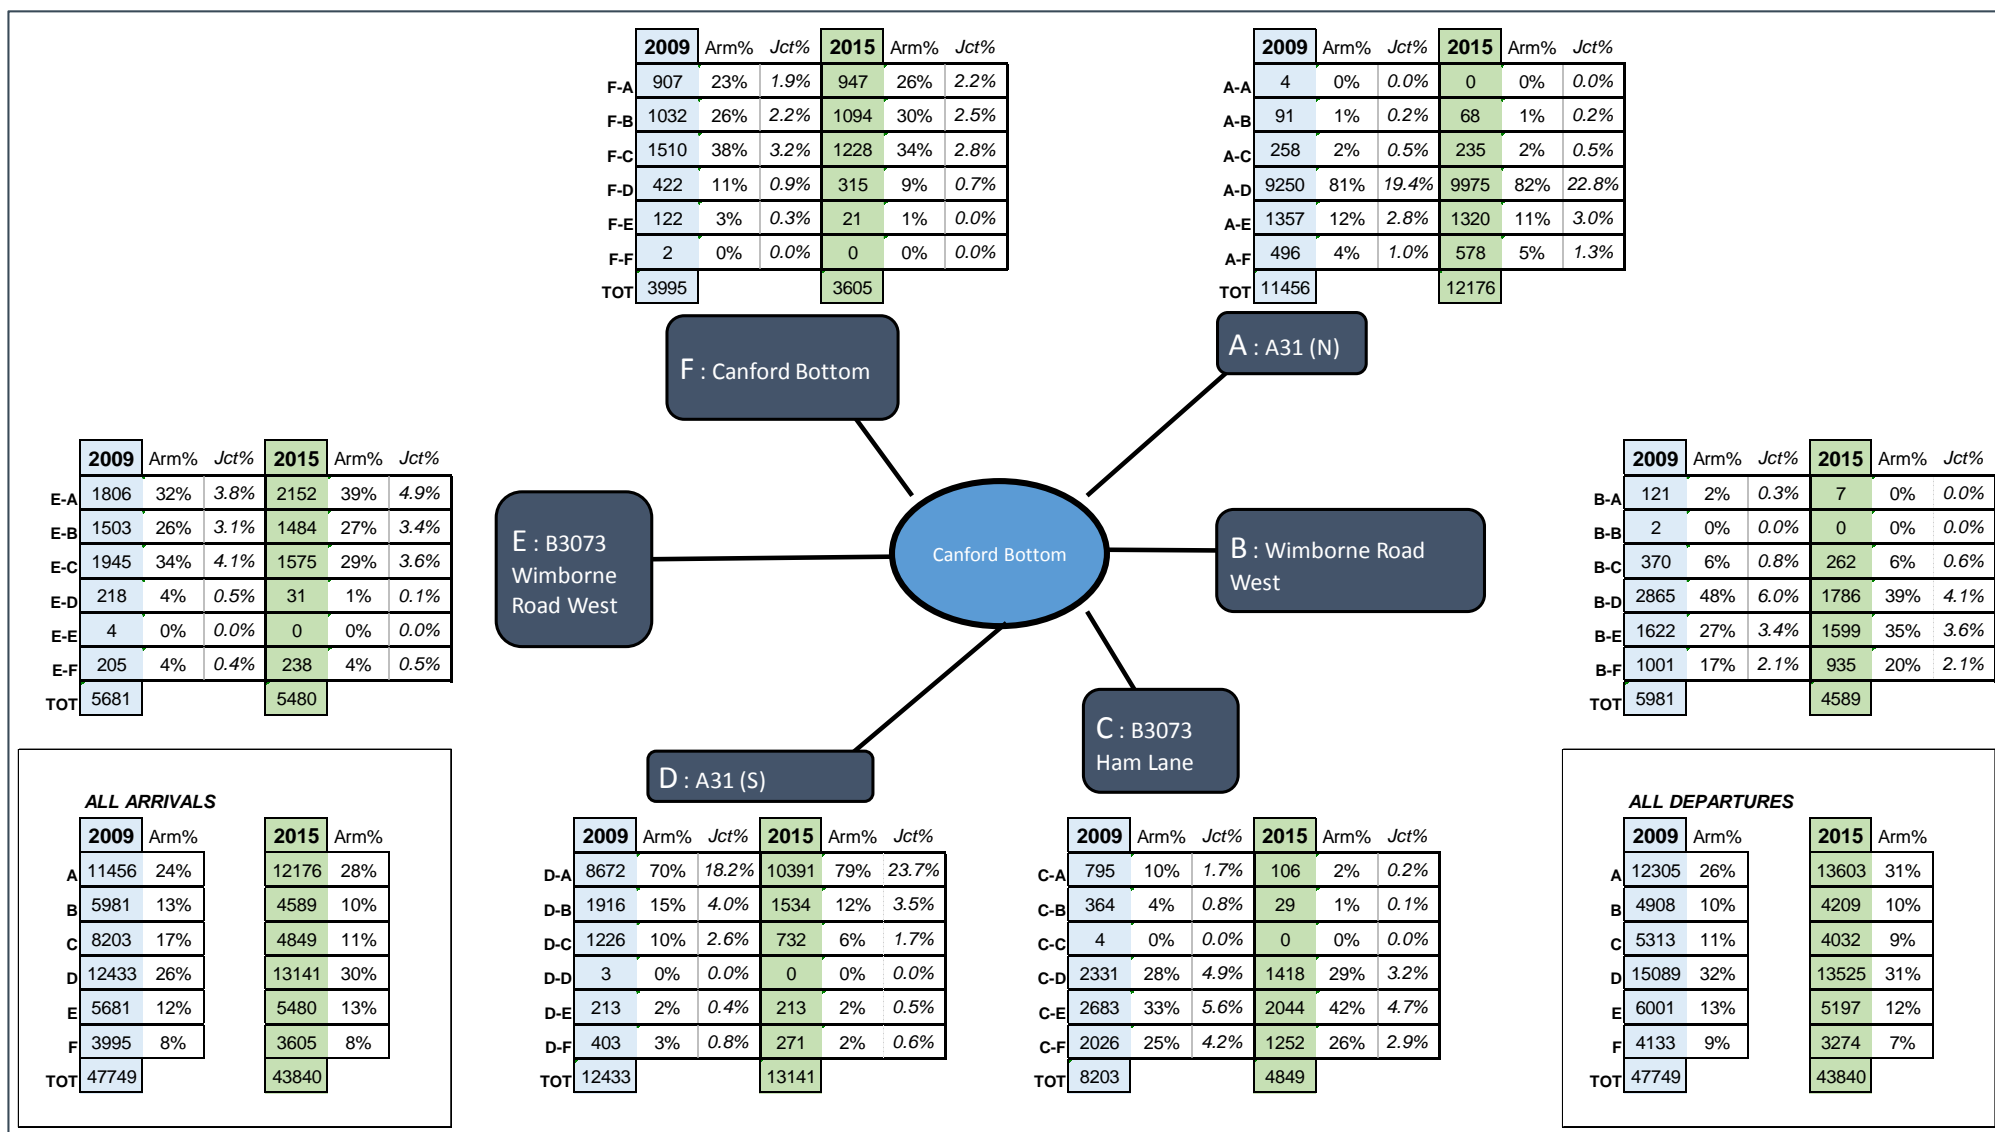 2009 Arm% Jct% 2015 Arm% Jct%
F-A 907 23% 1.9% 947 26% 2.2%
F-B 1032 26% 2.2% 1094 30% 2.5%
F-C 1510 38% 3.2% 1228 34% 2.8%
F-D 422 11% 0.9% 315 9% 0.7%
F-E 122 3% 0.3% 21 1% 0.0%
F-F 2 0% 0.0% 0 0% 0.0%
TOT 3995 3605
2009 Arm% Jct% 2015 Arm% Jct%
A-A 4 0% 0.0% 0 0% 0.0%
A-B 91 1% 0.2% 68 1% 0.2%
A-C 258 2% 0.5% 235 2% 0.5%
A-D 9250 81% 19.4% 9975 82% 22.8%
A-E 1357 12% 2.8% 1320 11% 3.0%
A-F 496 4% 1.0% 578 5% 1.3%
TOT 11456 12176
F : Canford Bottom
A : A31 (N)
2009 Arm% Jct% 2015 Arm% Jct%
E-A 1806 32% 3.8% 2152 39% 4.9%
E-B 1503 26% 3.1% 1484 27% 3.4%
E-C 1945 34% 4.1% 1575 29% 3.6%
E-D 218 4% 0.5% 31 1% 0.1%
E-E 4 0% 0.0% 0 0% 0.0%
E-F 205 4% 0.4% 238 4% 0.5%
TOT 5681 5480
E : B3073
Wimborne
Road West
Canford Bottom
B : Wimborne Road
West
2009 Arm% Jct% 2015 Arm% Jct%
B-A 121 2% 0.3% 7 0% 0.0%
B-B 2 0% 0.0% 0 0% 0.0%
B-C 370 6% 0.8% 262 6% 0.6%
B-D 2865 48% 6.0% 1786 39% 4.1%
B-E 1622 27% 3.4% 1599 35% 3.6%
B-F 1001 17% 2.1% 935 20% 2.1%
TOT 5981 4589
D : A31 (S)
C : B3073
Ham Lane
ALL ARRIVALS
2009 Arm% 2015 Arm%
A 11456 24% 12176 28%
B 5981 13% 4589 10%
C 8203 17% 4849 11%
D 12433 26% 13141 30%
E 5681 12% 5480 13%
F 3995 8% 3605 8%
TOT 47749 43840
2009 Arm% Jct% 2015 Arm% Jct%
D-A 8672 70% 18.2% 10391 79% 23.7%
D-B 1916 15% 4.0% 1534 12% 3.5%
D-C 1226 10% 2.6% 732 6% 1.7%
D-D 3 0% 0.0% 0 0% 0.0%
D-E 213 2% 0.4% 213 2% 0.5%
D-F 403 3% 0.8% 271 2% 0.6%
TOT 12433 13141
2009 Arm% Jct% 2015 Arm% Jct%
C-A 795 10% 1.7% 106 2% 0.2%
C-B 364 4% 0.8% 29 1% 0.1%
C-C 4 0% 0.0% 0 0% 0.0%
C-D 2331 28% 4.9% 1418 29% 3.2%
C-E 2683 33% 5.6% 2044 42% 4.7%
C-F 2026 25% 4.2% 1252 26% 2.9%
TOT 8203 4849
ALL DEPARTURES
2009 Arm% 2015 Arm%
A 12305 26% 13603 31%
B 4908 10% 4209 10%
C 5313 11% 4032 9%
D 15089 32% 13525 31%
E 6001 13% 5197 12%
F 4133 9% 3274 7%
TOT 47749 43840